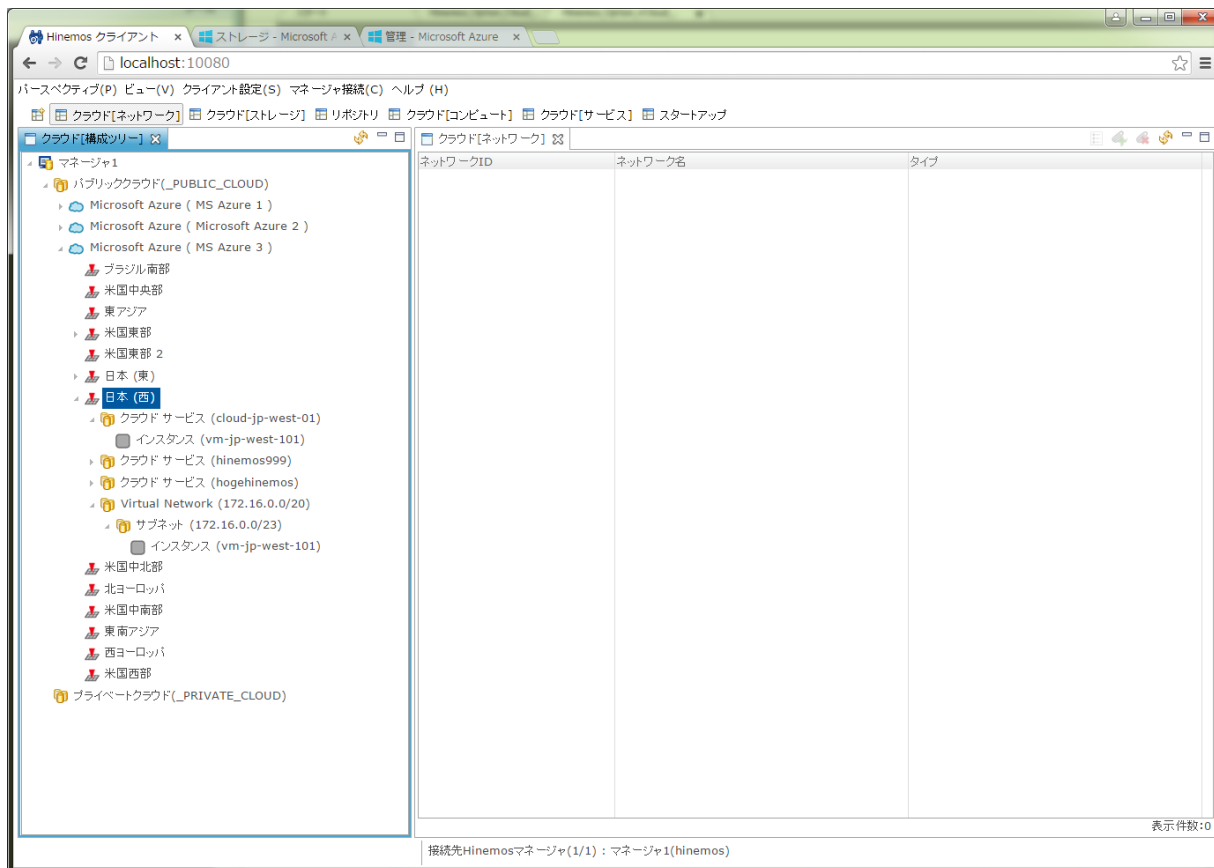 Hinemos クライアント × ストレージ - Microsoft A × 管理 - Microsoft Azure ×
localhost:10080
パースペクティブ(P) ビュー(V) クライアント設定(S) マネージャ接続(C) ヘルプ (H)
クラウド[ネットワーク] クラウド[ストレージ] リポジトリ クラウド[コンピュート] クラウド[サービス] スタートアップ
クラウド[構成ツリー]
マネージャ1
パブリッククラウド(_PUBLIC_CLOUD)
Microsoft Azure ( MS Azure 1 )
Microsoft Azure ( Microsoft Azure 2 )
Microsoft Azure ( MS Azure 3 )
ブラジル南部
米国中央部
東アジア
米国東部
米国東部 2
日本 (東)
日本 (西)
クラウド サービス (cloud-jp-west-01)
インスタンス (vm-jp-west-101)
クラウド サービス (hinemos999)
クラウド サービス (hogehinemos)
Virtual Network (172.16.0.0/20)
サブネット (172.16.0.0/23)
インスタンス (vm-jp-west-101)
米国中北部
北ヨーロッパ
米国中南部
東南アジア
西ヨーロッパ
米国西部
プライベートクラウド(_PRIVATE_CLOUD)
クラウド[ネットワーク]
ネットワークID ネットワーク名 タイプ
表示件数:0
接続先Hinemosマネージャ(1/1) : マネージャ1(hinemos)